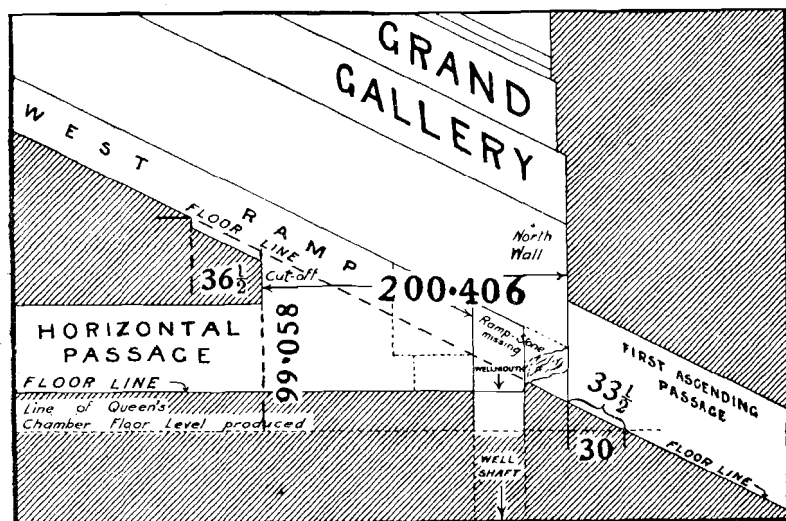 GRAND
GALLERY
WEST RAMP
FLOOR LINE
North
Wall
36½
Cut-off
200·406
99·058
Ramp-Stone
missing
HORIZONTAL
PASSAGE
WELLMOUTH
FIRST ASCENDING
PASSAGE
FLOOR LINE
33½
Line of Queen's
Chamber Floor Level produced
30
FLOOR LINE
WELL
SHAFT